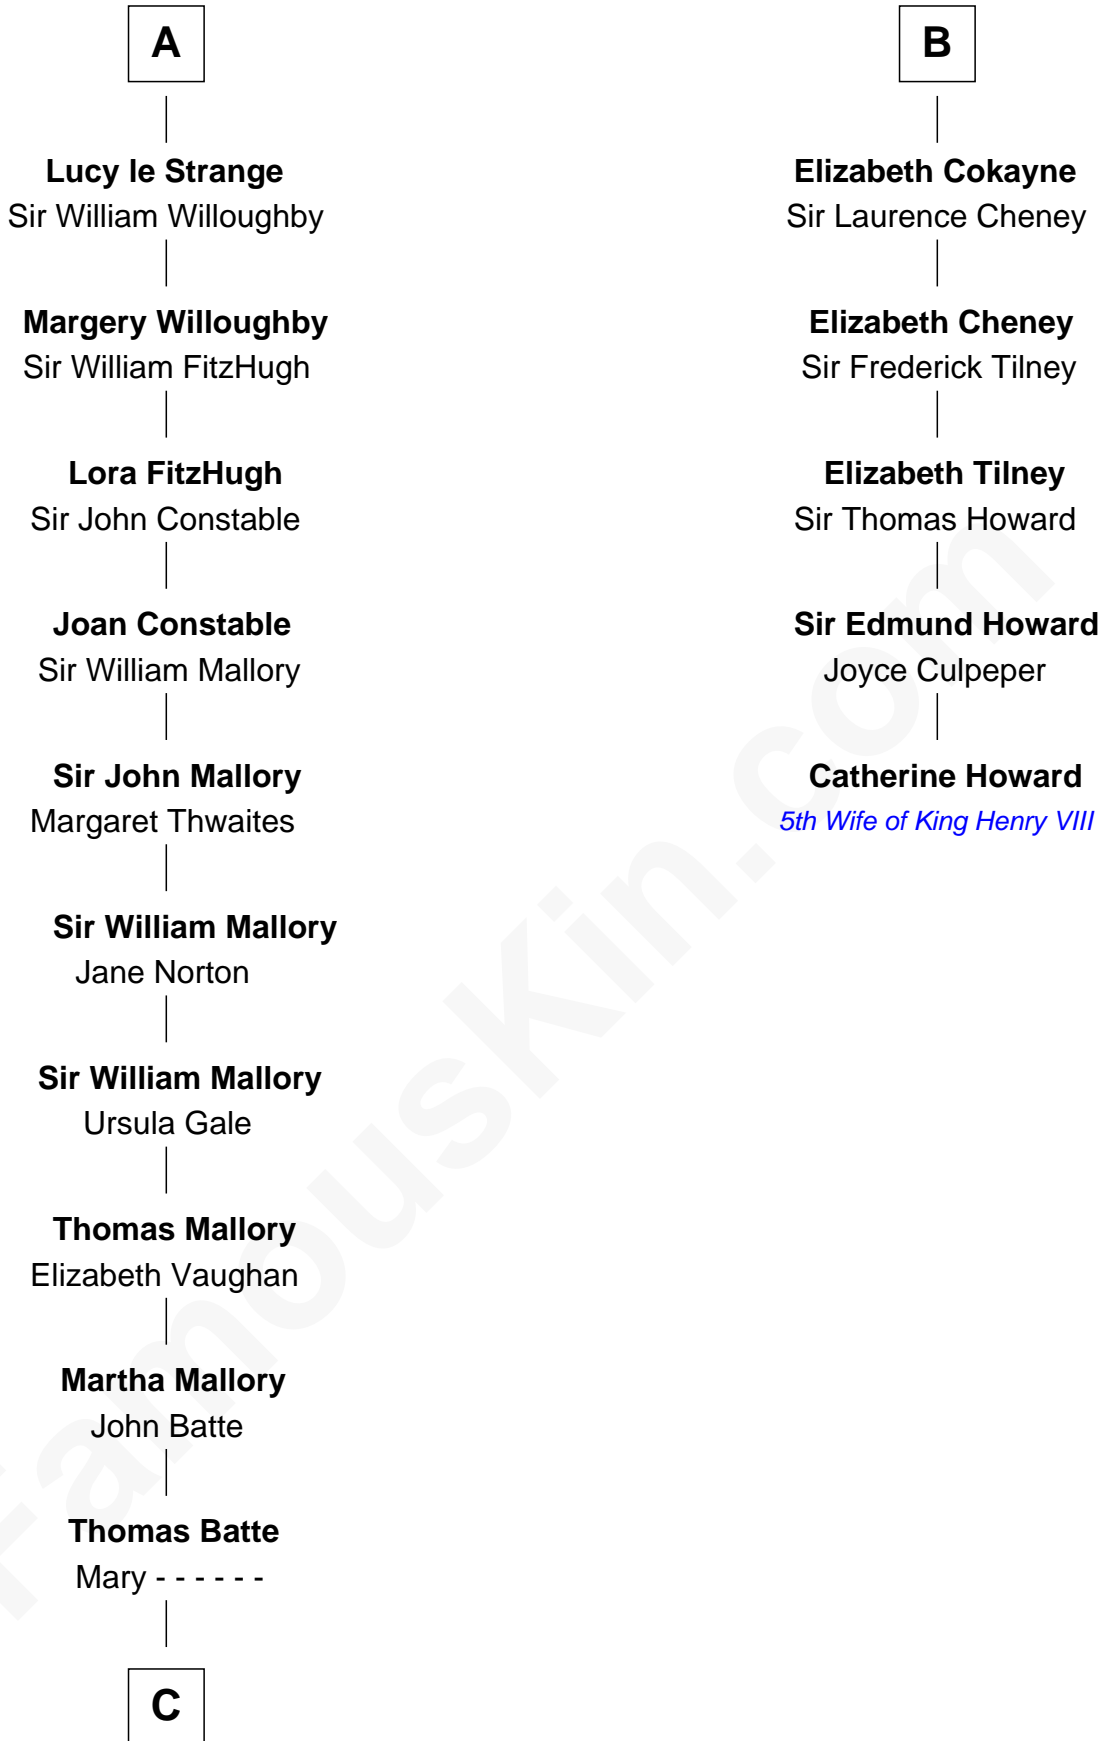 A
Lucy le Strange
Sir William Willoughby
Margery Willoughby
Sir William FitzHugh
Lora FitzHugh
Sir John Constable
Joan Constable
Sir William Mallory
Sir John Mallory
Margaret Thwaites
Sir William Mallory
Jane Norton
Sir William Mallory
Ursula Gale
Thomas Mallory
Elizabeth Vaughan
Martha Mallory
John Batte
Thomas Batte
Mary - - - - - -
C
B
Elizabeth Cokayne
Sir Laurence Cheney
Elizabeth Cheney
Sir Frederick Tilney
Elizabeth Tilney
Sir Thomas Howard
Sir Edmund Howard
Joyce Culpeper
Catherine Howard
5th Wife of King Henry VIII
FamousKin.com